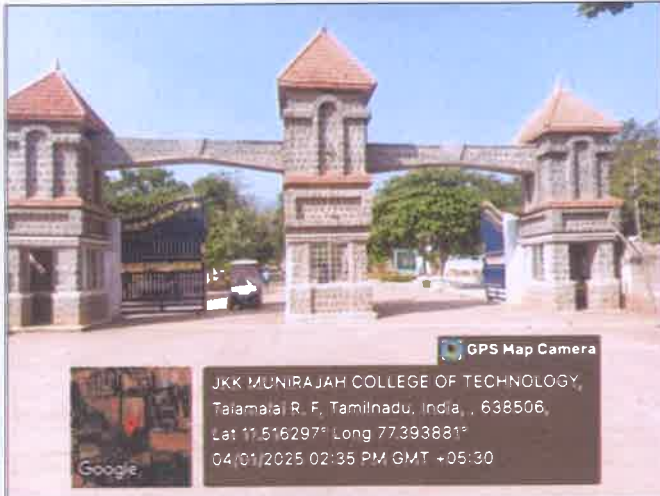 GPS Map Camera
JKK MUNIRAJAH COLLEGE OF TECHNOLOGY,
Talamalai R. F, Tamilnadu, India, , 638506,
Lat 11.516297° Long 77.393881°
04/01/2025 02:35 PM GMT +05:30
Google